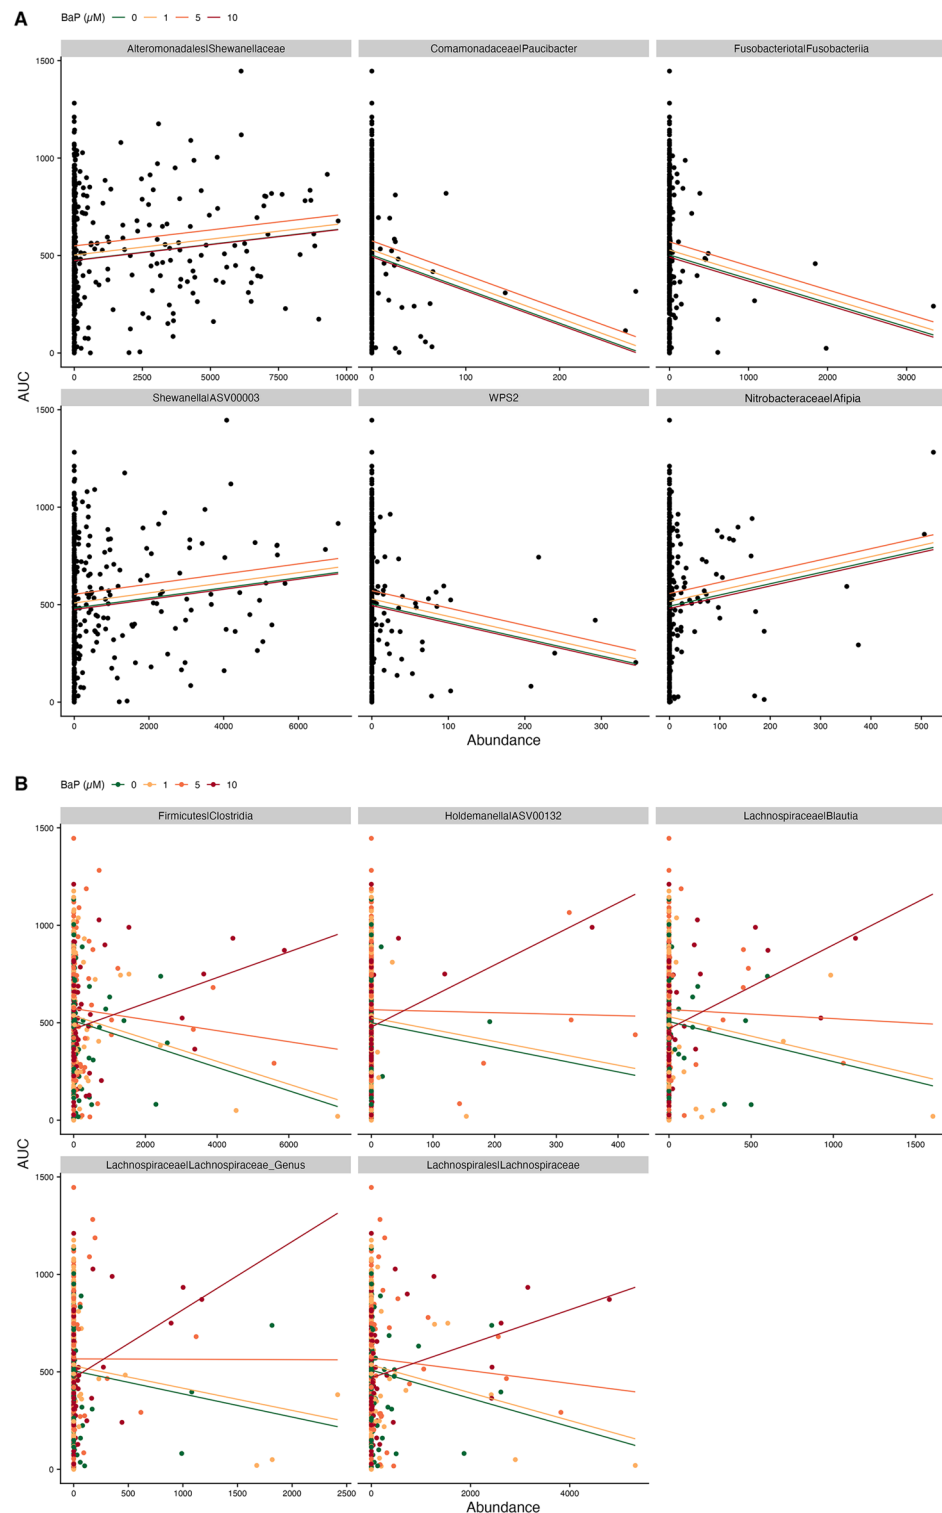 A
BaP (µM) 0 1 5 10
Alteromonadales|Shewanellaceae Comamonadaceae|Paucibacter Fusobacteriota|Fusobacteriia
1500
1000
500
0
0 2500 5000 7500 10000 0 100 200 0 1000 2000 3000
AUC
Shewanella|ASV00003 WPS2 Nitrobacteraceae|Afipia
1500
1000
500
0
0 2000 4000 6000 0 100 200 300 0 100 200 300 400 500
Abundance
B
BaP (µM) 0 1 5 10
Firmicutes|Clostridia Holdemanella|ASV00132 Lachnospiraceae|Blautia
1500
1000
500
0
0 2000 4000 6000 0 100 200 300 400 0 500 1000 1500
AUC
Lachnospiraceae|Lachnospiraceae_Genus Lachnospirales|Lachnospiraceae
1500
1000
500
0
0 500 1000 1500 2000 2500 0 2000 4000
Abundance